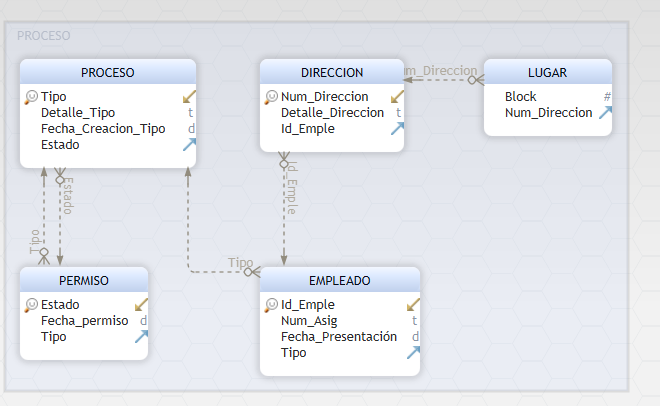 PROCESO
PROCESO
Tipo
Detalle_Tipo t
Fecha_Creacion_Tipo d
Estado
DIRECCION
Num_Direccion
Detalle_Direccion t
Id_Emple
m_Direccion
LUGAR
Block #
Num_Direccion
Estado
Tipo
Id_Emple
Tipo
PERMISO
Estado
Fecha_permiso d
Tipo
EMPLEADO
Id_Emple
Num_Asig t
Fecha_Presentación d
Tipo